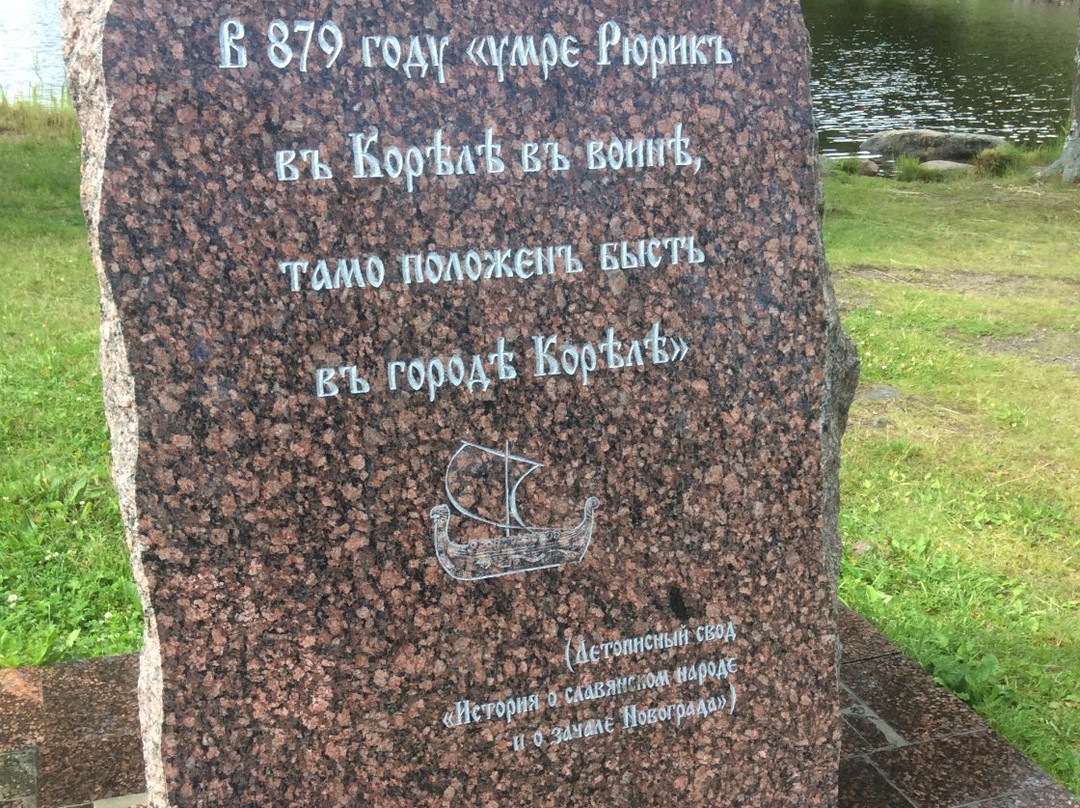 В 879 году «умре Рюрикъ
въ Корѣлѣ въ воинѣ,
тамо положенъ бысть
въ городѣ Корѣлѣ»
(Летописный свод
«История о славянском народе
и о зачале Новограда»)